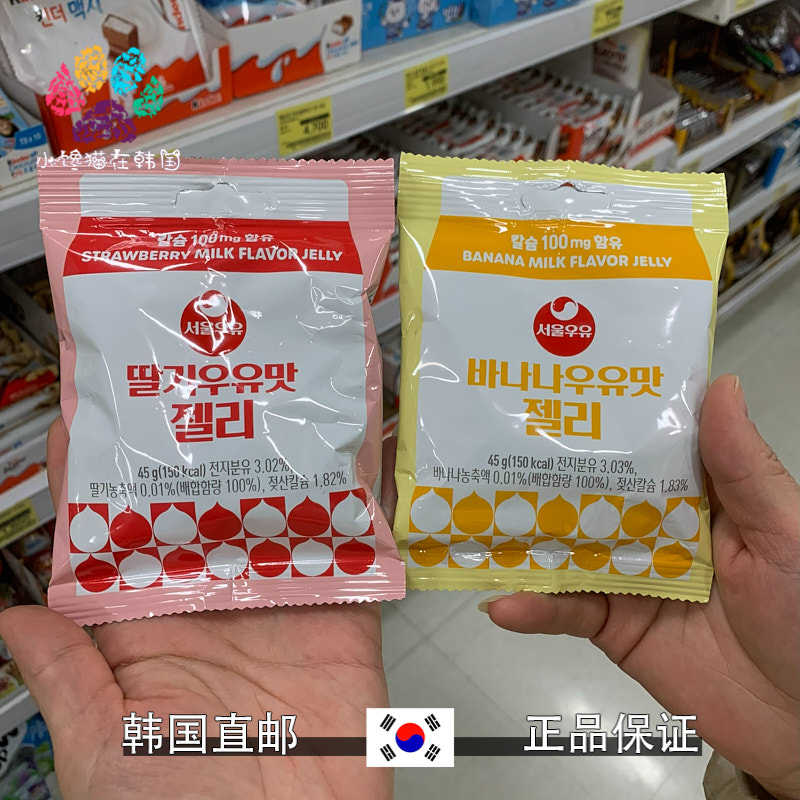 킨더 맥시
小馋猫在韩国
4,700
칼슘 100mg 함유
STRAWBERRY MILK FLAVOR JELLY
서울우유
딸기우유맛
젤리
45 g(150 kcal) 전지분유 3.02%,
딸기농축액 0.01%(배합함량 100%), 젖산칼슘 1.82%
칼슘 100mg 함유
BANANA MILK FLAVOR JELLY
서울우유
바나나우유맛
젤리
45 g(150 kcal) 전지분유 3.03%,
바나나농축액 0.01%(배합함량 100%), 젖산칼슘 1.83%
韩国直邮
正品保证